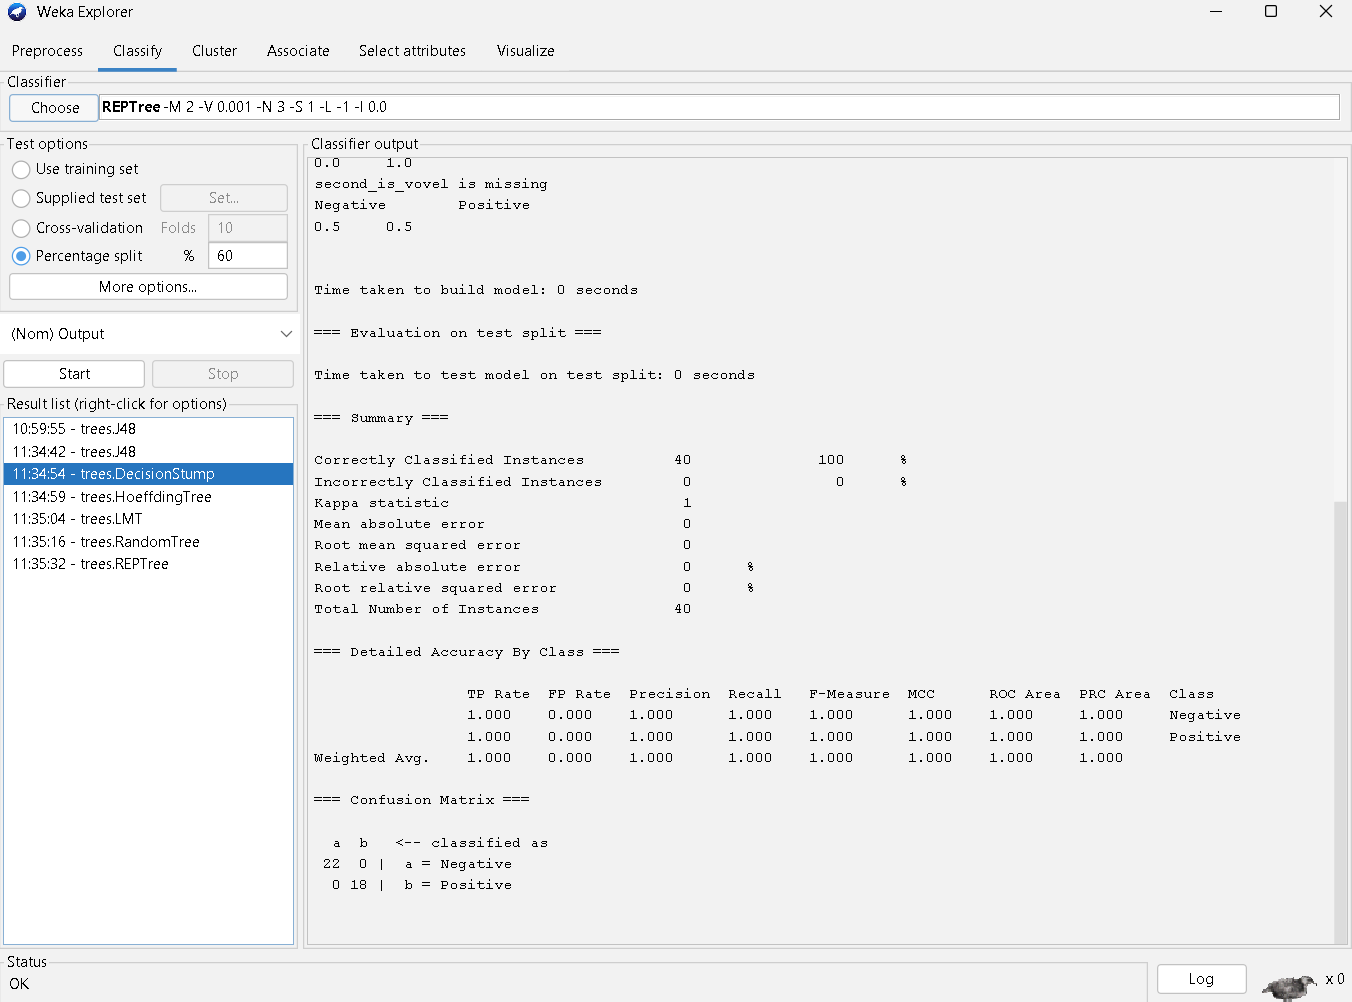 Weka Explorer
Preprocess Classify Cluster Associate Select attributes Visualize
Classifier
Choose REPTree -M 2 -V 0.001 -N 3 -S 1 -L -1 -I 0.0
Test options
Use training set
Supplied test set Set...
Cross-validation Folds 10
Percentage split % 60
More options...
(Nom) Output
Start Stop
Result list (right-click for options)
10:59:55 - trees.J48
11:34:42 - trees.J48
11:34:54 - trees.DecisionStump
11:34:59 - trees.HoeffdingTree
11:35:04 - trees.LMT
11:35:16 - trees.RandomTree
11:35:32 - trees.REPTree
Classifier output
0.0 1.0
second_is_vovel is missing
Negative Positive
0.5 0.5
Time taken to build model: 0 seconds
=== Evaluation on test split ===
Time taken to test model on test split: 0 seconds
=== Summary ===
Correctly Classified Instances 40 100 %
Incorrectly Classified Instances 0 0 %
Kappa statistic 1
Mean absolute error 0
Root mean squared error 0
Relative absolute error 0 %
Root relative squared error 0 %
Total Number of Instances 40
=== Detailed Accuracy By Class ===
TP Rate FP Rate Precision Recall F-Measure MCC ROC Area PRC Area Class
1.000 0.000 1.000 1.000 1.000 1.000 1.000 1.000 Negative
1.000 0.000 1.000 1.000 1.000 1.000 1.000 1.000 Positive
Weighted Avg. 1.000 0.000 1.000 1.000 1.000 1.000 1.000 1.000
=== Confusion Matrix ===
a b <-- classified as
22 0 | a = Negative
0 18 | b = Positive
Status
OK
Log
x 0